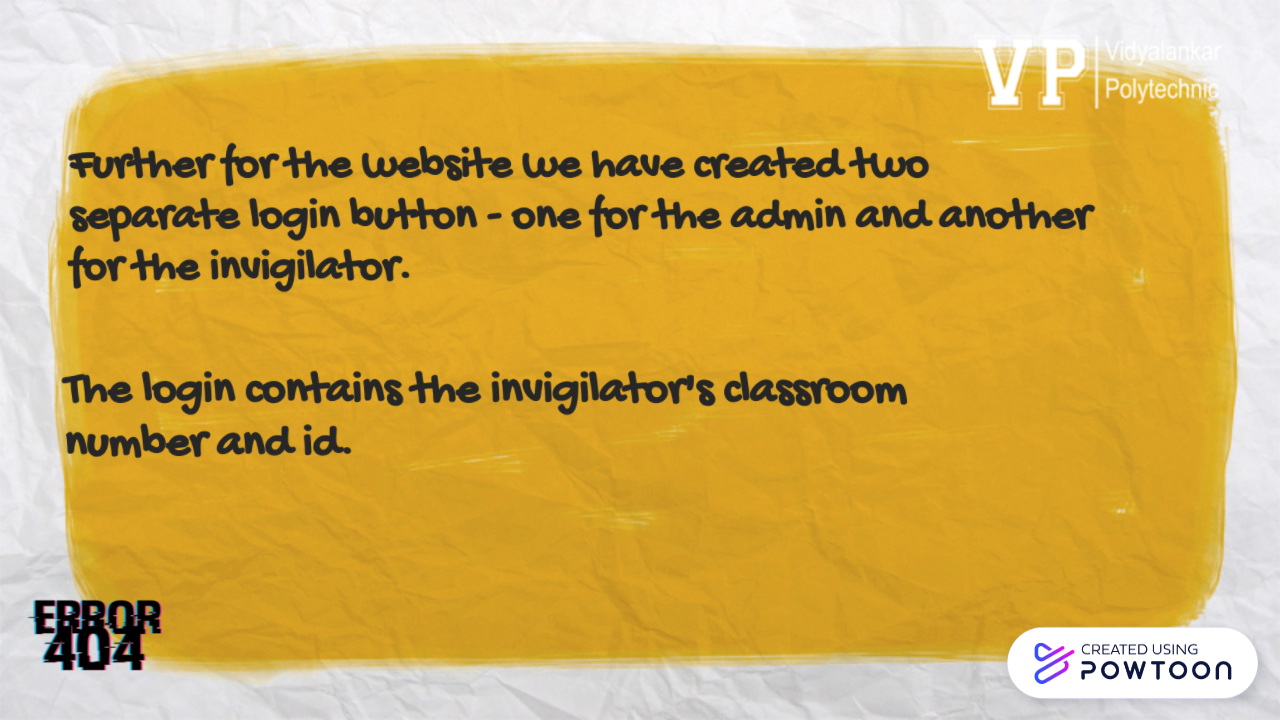 VP Vidyalankar
Polytechnic
Further for the website we have created two
separate login button - one for the admin and another
for the invigilator.
The login contains the invigilator's classroom
number and id.
ERROR
404
CREATED USING
POWTOON